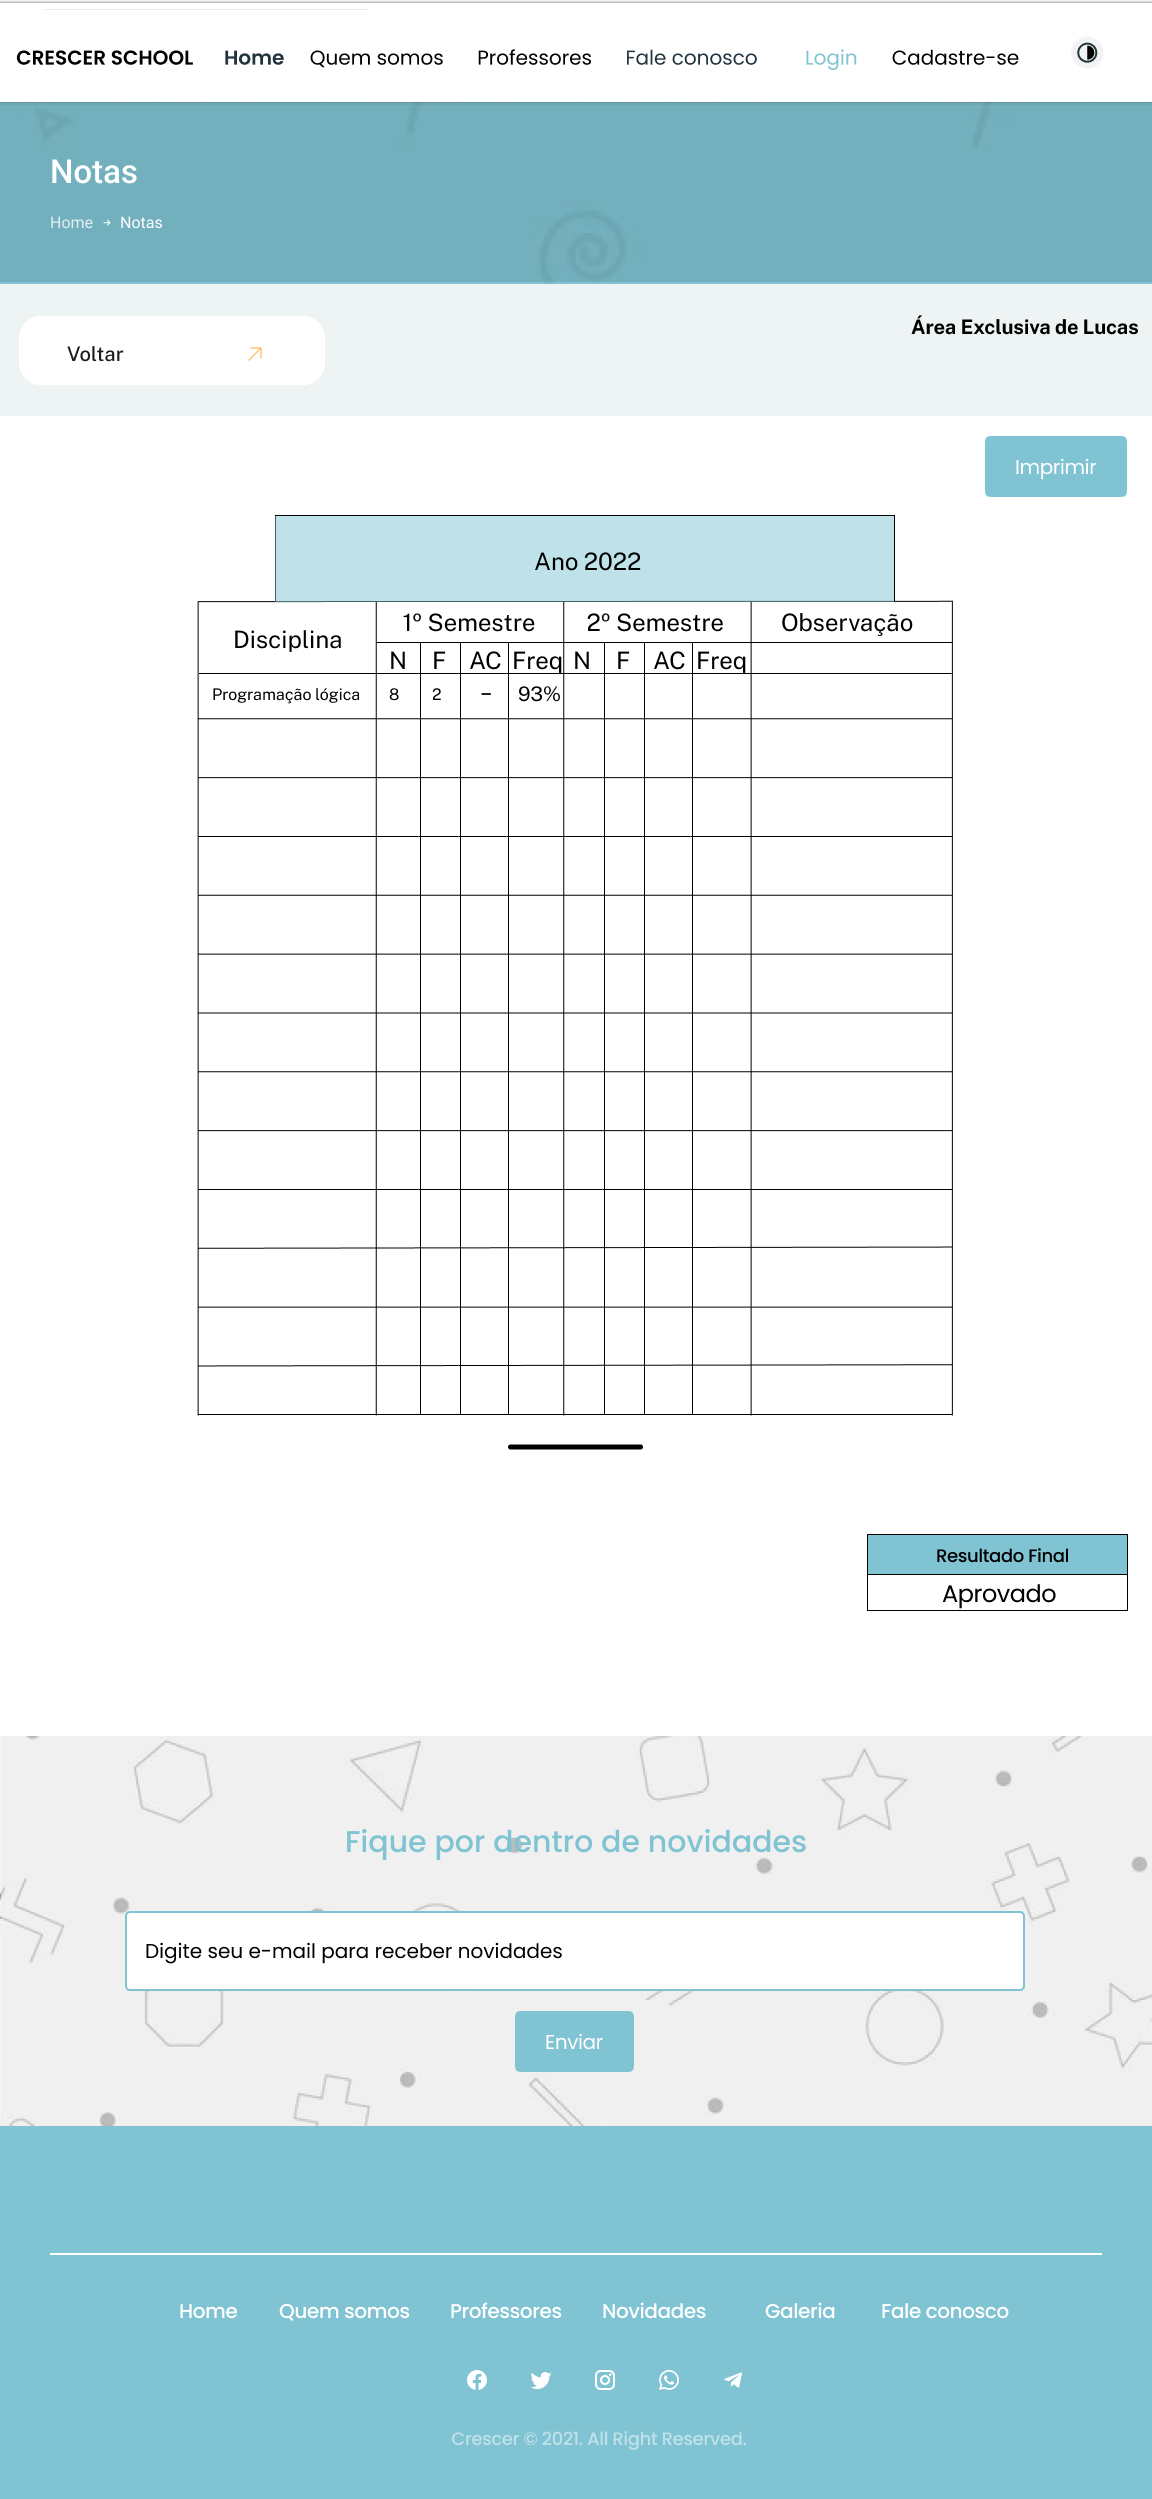 CRESCER SCHOOL Home Quem somos Professores Fale conosco Login Cadastre-se
Notas
Home → Notas
Área Exclusiva de Lucas
Voltar
Imprimir
Ano 2022
Disciplina 1º Semestre 2º Semestre Observação
N F AC Freq N F AC Freq
Programação lógica 8 2 - 93%
Resultado Final
Aprovado
Fique por dentro de novidades
Digite seu e-mail para receber novidades
Enviar
Home Quem somos Professores Novidades Galeria Fale conosco
Crescer © 2021. All Right Reserved.